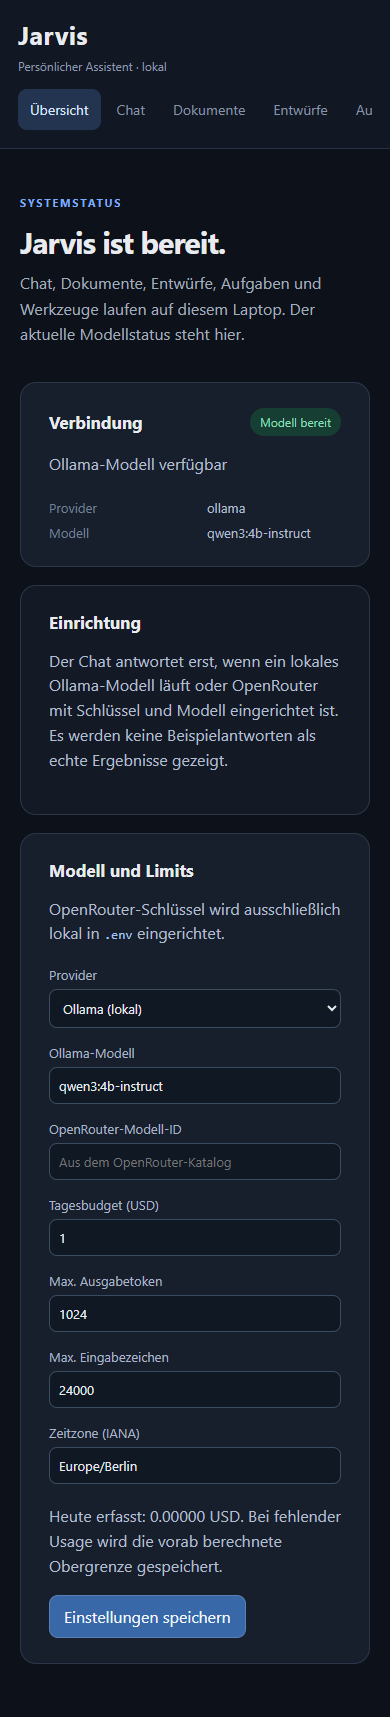 Jarvis
Persönlicher Assistent · lokal
Übersicht Chat Dokumente Entwürfe Au
SYSTEMSTATUS
Jarvis ist bereit.
Chat, Dokumente, Entwürfe, Aufgaben und
Werkzeuge laufen auf diesem Laptop. Der
aktuelle Modellstatus steht hier.
Verbindung Modell bereit
Ollama-Modell verfügbar
Provider ollama
Modell qwen3:4b-instruct
Einrichtung
Der Chat antwortet erst, wenn ein lokales
Ollama-Modell läuft oder OpenRouter
mit Schlüssel und Modell eingerichtet ist.
Es werden keine Beispielantworten als
echte Ergebnisse gezeigt.
Modell und Limits
OpenRouter-Schlüssel wird ausschließlich
lokal in .env eingerichtet.
Provider
Ollama (lokal)
Ollama-Modell
qwen3:4b-instruct
OpenRouter-Modell-ID
Aus dem OpenRouter-Katalog
Tagesbudget (USD)
1
Max. Ausgabetoken
1024
Max. Eingabezeichen
24000
Zeitzone (IANA)
Europe/Berlin
Heute erfasst: 0.00000 USD. Bei fehlender
Usage wird die vorab berechnete
Obergrenze gespeichert.
Einstellungen speichern